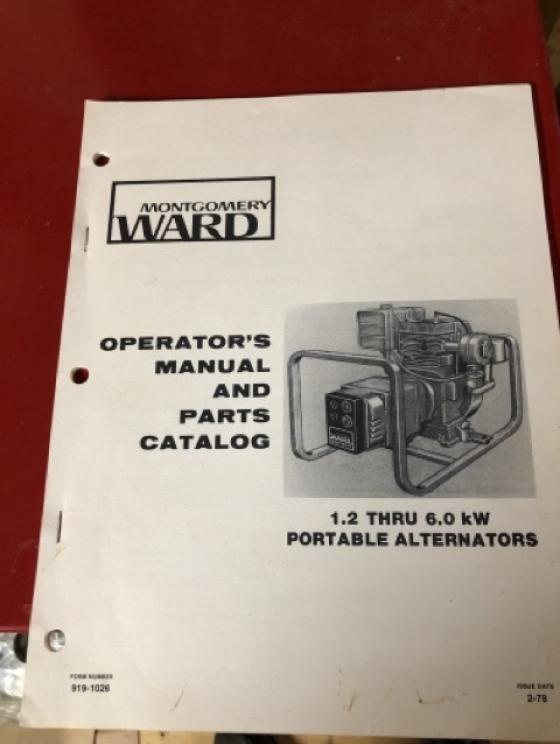 MONTGOMERY
WARD
OPERATOR'S
MANUAL
AND
PARTS
CATALOG
1.2 THRU 6.0 kW
PORTABLE ALTERNATORS
FORM NUMBER
919-1026
ISSUE DATE
2-78